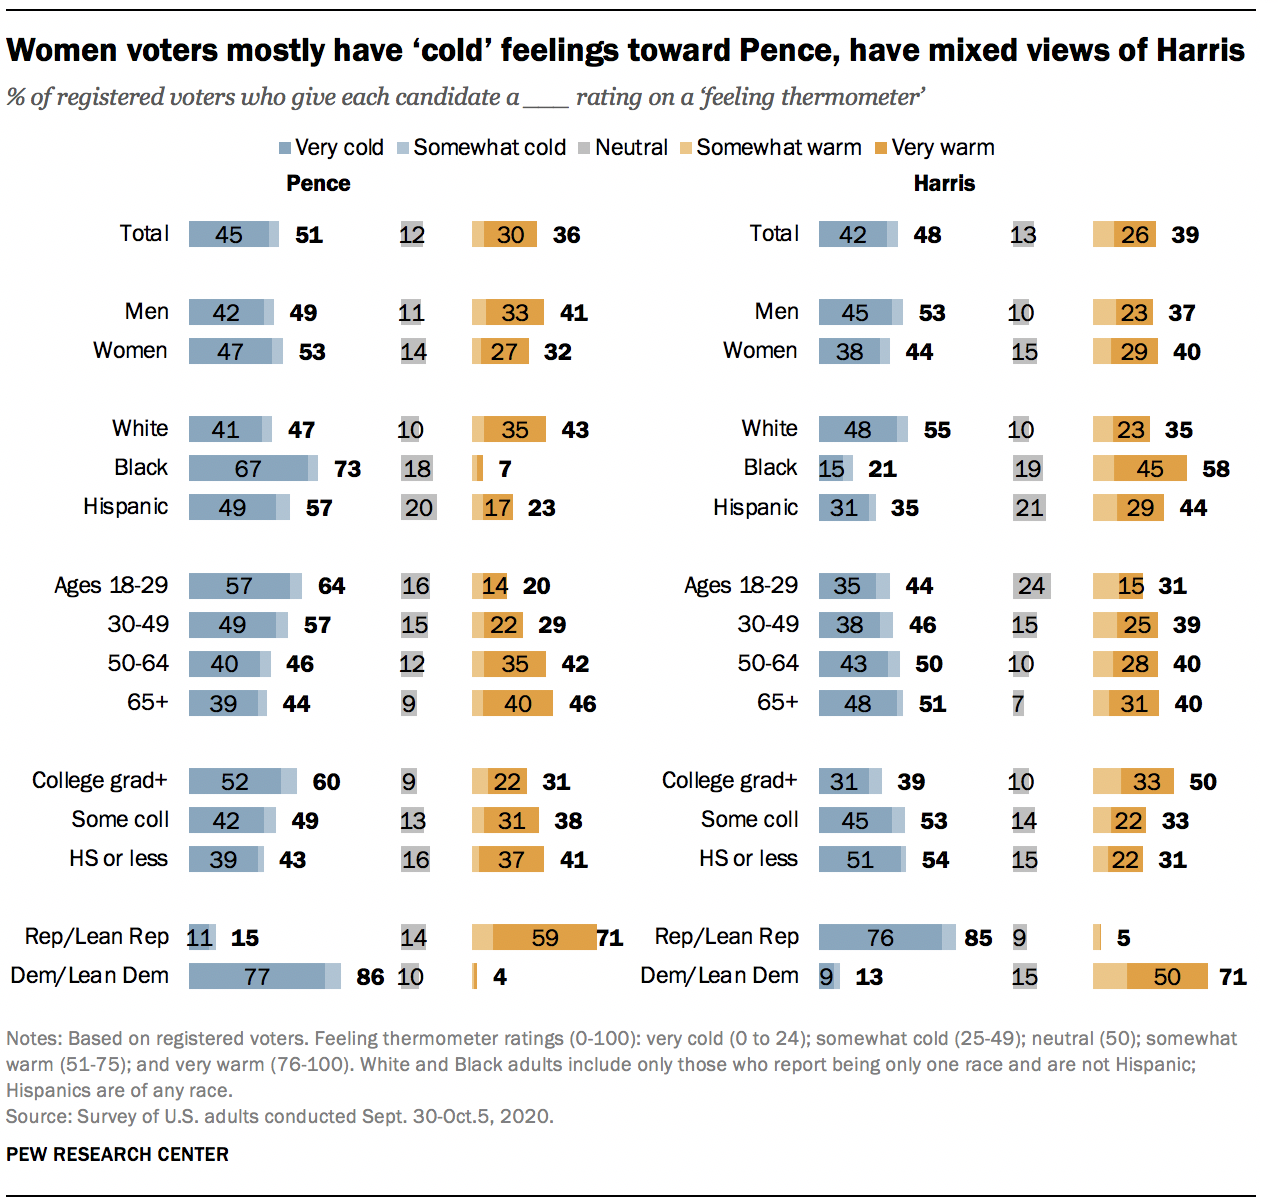 Women voters mostly have ‘cold’ feelings toward Pence, have mixed views of Harris
% of registered voters who give each candidate a ___ rating on a ‘feeling thermometer’
Very cold Somewhat cold Neutral Somewhat warm Very warm
Pence Harris
Total 45 51 12 30 36 Total 42 48 13 26 39
Men 42 49 11 33 41 Men 45 53 10 23 37
Women 47 53 14 27 32 Women 38 44 15 29 40
White 41 47 10 35 43 White 48 55 10 23 35
Black 67 73 18 7 Black 15 21 19 45 58
Hispanic 49 57 20 17 23 Hispanic 31 35 21 29 44
Ages 18-29 57 64 16 14 20 Ages 18-29 35 44 24 15 31
30-49 49 57 15 22 29 30-49 38 46 15 25 39
50-64 40 46 12 35 42 50-64 43 50 10 28 40
65+ 39 44 9 40 46 65+ 48 51 7 31 40
College grad+ 52 60 9 22 31 College grad+ 31 39 10 33 50
Some coll 42 49 13 31 38 Some coll 45 53 14 22 33
HS or less 39 43 16 37 41 HS or less 51 54 15 22 31
Rep/Lean Rep 11 15 14 59 71 Rep/Lean Rep 76 85 9 5
Dem/Lean Dem 77 86 10 4 Dem/Lean Dem 9 13 15 50 71
Notes: Based on registered voters. Feeling thermometer ratings (0-100): very cold (0 to 24); somewhat cold (25-49); neutral (50); somewhat
warm (51-75); and very warm (76-100). White and Black adults include only those who report being only one race and are not Hispanic;
Hispanics are of any race.
Source: Survey of U.S. adults conducted Sept. 30-Oct.5, 2020.
PEW RESEARCH CENTER